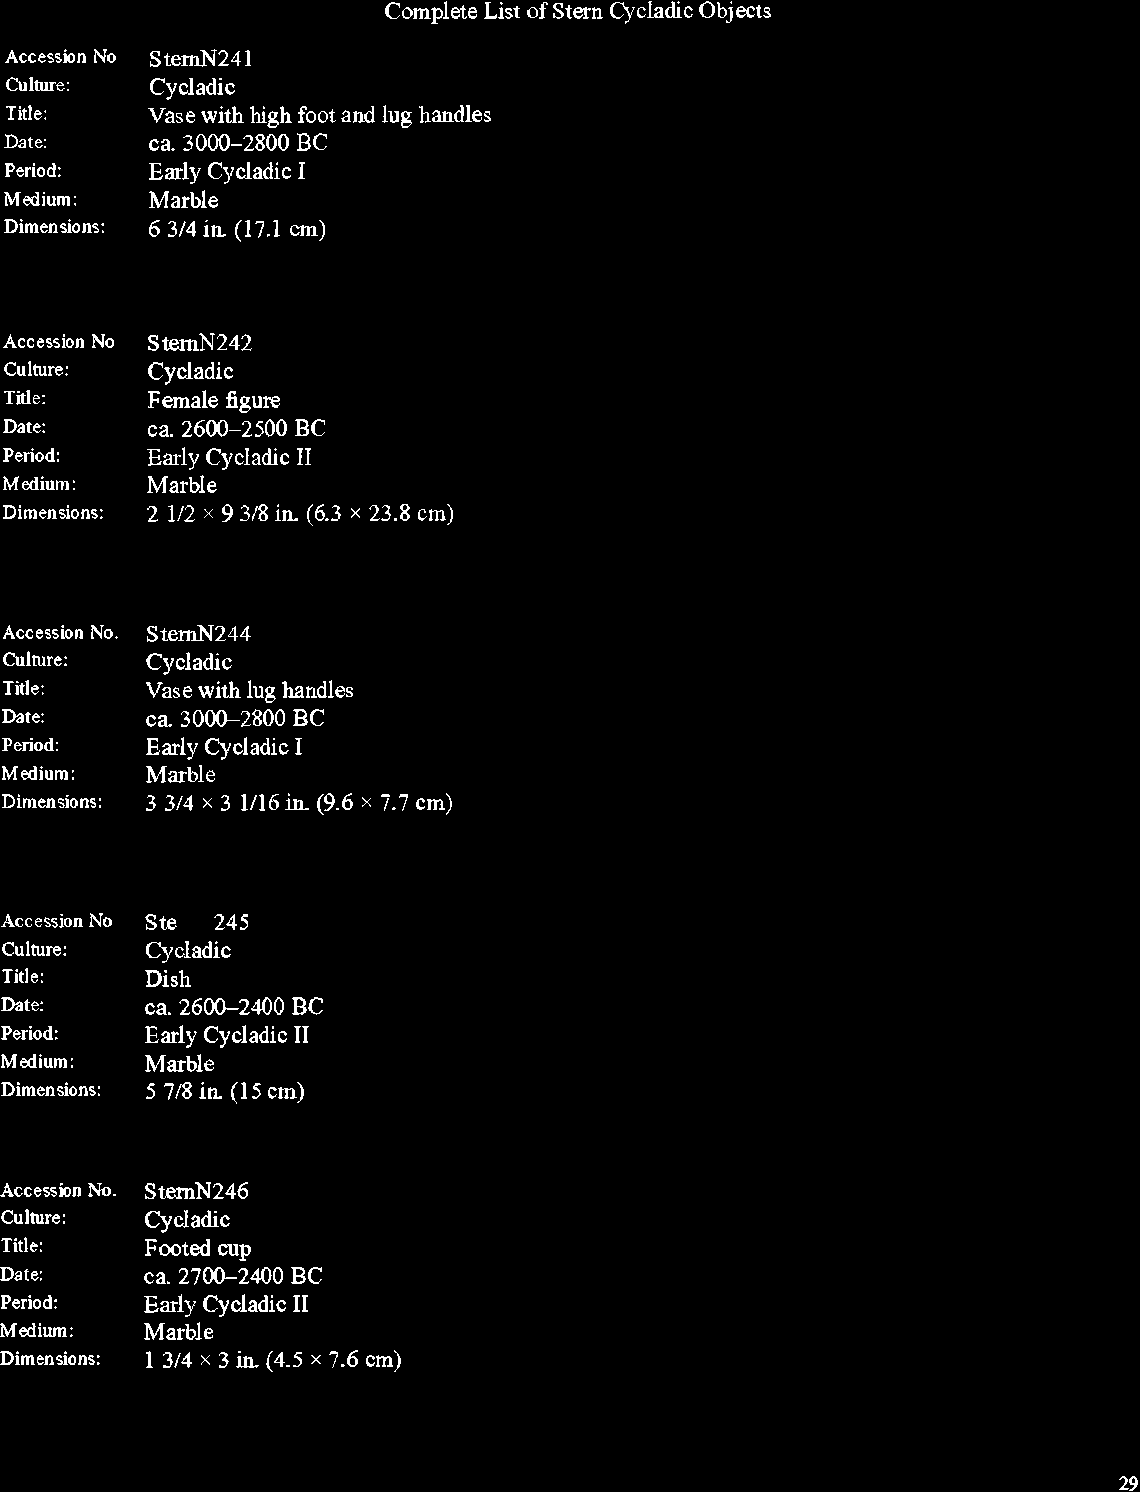 Complete List of Stern Cycladic Objects
Accession No SternN241
Culture: Cycladic
Title: Vase with high foot and lug handles
Date: ca. 3000–2800 BC
Period: Early Cycladic I
Medium: Marble
Dimensions: 6 3/4 in. (17.1 cm)
Accession No SternN242
Culture: Cycladic
Title: Female figure
Date: ca. 2600–2500 BC
Period: Early Cycladic II
Medium: Marble
Dimensions: 2 1/2 × 9 3/8 in. (6.3 × 23.8 cm)
Accession No. SternN244
Culture: Cycladic
Title: Vase with lug handles
Date: ca. 3000–2800 BC
Period: Early Cycladic I
Medium: Marble
Dimensions: 3 3/4 × 3 1/16 in. (9.6 × 7.7 cm)
Accession No Ste 245
Culture: Cycladic
Title: Dish
Date: ca. 2600–2400 BC
Period: Early Cycladic II
Medium: Marble
Dimensions: 5 7/8 in. (15 cm)
Accession No. SternN246
Culture: Cycladic
Title: Footed cup
Date: ca. 2700–2400 BC
Period: Early Cycladic II
Medium: Marble
Dimensions: 1 3/4 × 3 in. (4.5 × 7.6 cm)
29